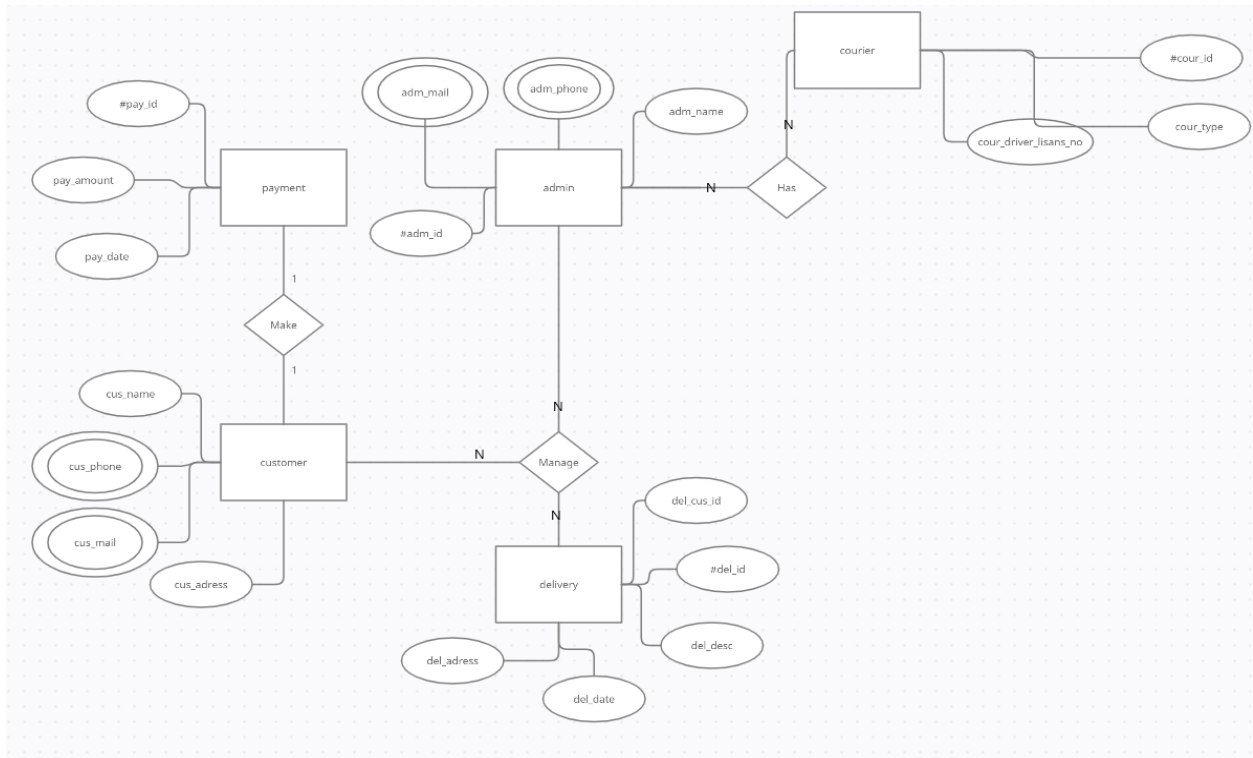 courier
#cour_id
adm_mail
adm_phone
#pay_id
adm_name
N
cour_type
cour_driver_lisans_no
pay_amount
payment
admin
N
Has
#adm_id
pay_date
1
Make
1
cus_name
N
cus_phone
customer
N
Manage
del_cus_id
N
cus_mail
#del_id
cus_adress
delivery
del_desc
del_adress
del_date